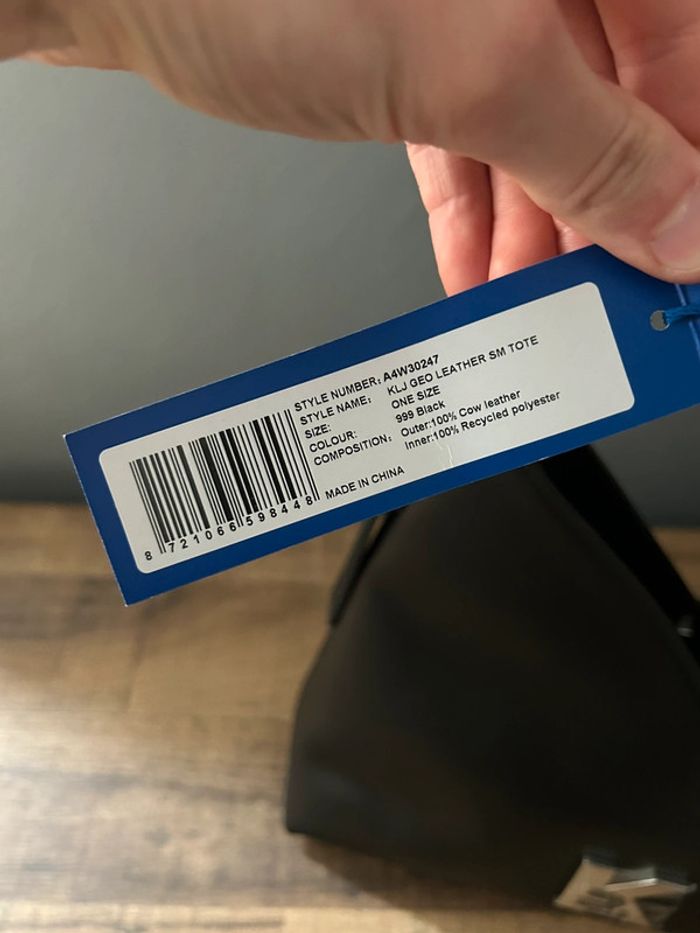 STYLE NUMBER: A4W30247
STYLE NAME: KLJ GEO LEATHER SM TOTE
SIZE: ONE SIZE
COLOUR: 999 Black
COMPOSITION: Outer:100% Cow leather
Inner:100% Recycled polyester
MADE IN CHINA
8 721066 598448